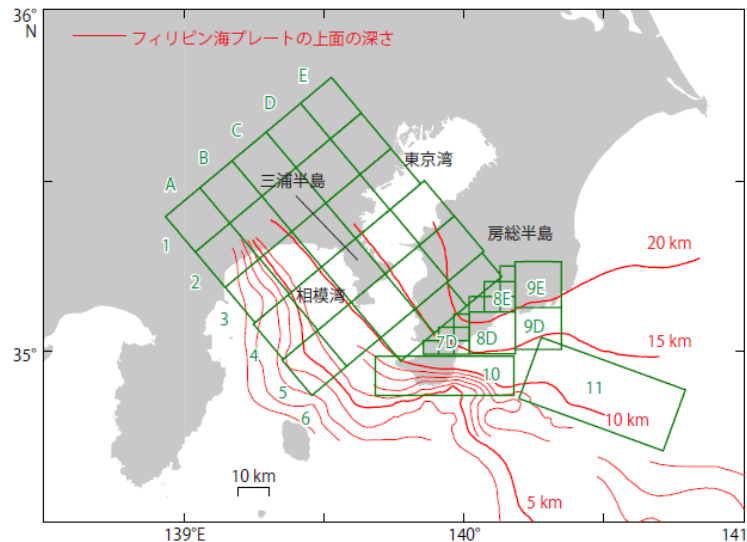 36°
N
フィリピン海プレートの上面の深さ
E
D
C
B
A
東京湾
三浦半島
房総半島
1
2
3
4
5
6
相模湾
20 km
9E
8E
9D
8D
7D
15 km
35°
10
11
10 km
5 km
10 km
139°E
140°
141